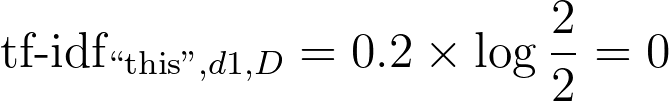 tf-idf“this”,d1,D = 0.2 × log 2/2 = 0